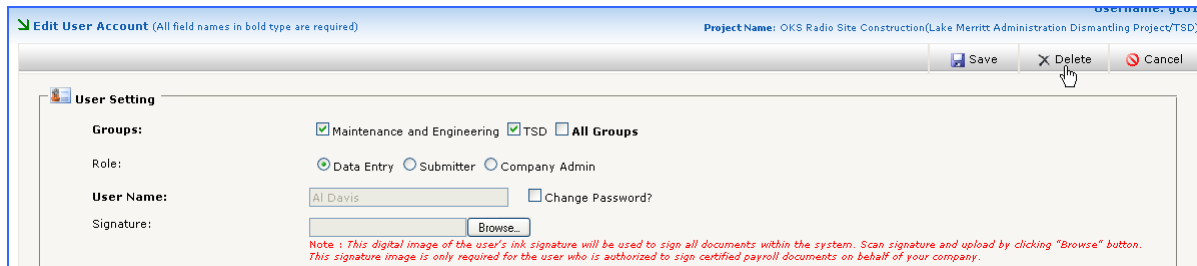 Username: gc01
Edit User Account (All field names in bold type are required)
Project Name: OKS Radio Site Construction(Lake Merritt Administration Dismantling Project/TSD)
Save Delete Cancel
User Setting
Groups: Maintenance and Engineering TSD All Groups
Role: Data Entry Submitter Company Admin
User Name: Al Davis Change Password?
Signature: Browse...
Note : This digital image of the user's ink signature will be used to sign all documents within the system. Scan signature and upload by clicking "Browse" button.
This signature image is only required for the user who is authorized to sign certified payroll documents on behalf of your company.